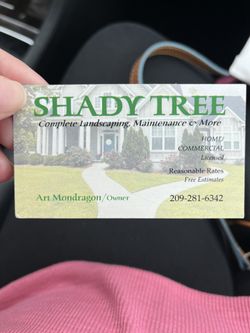 SHADY TREE
Complete Landscaping, Maintenance & More
HOME/
COMMERCIAL
Licensed
Reasonable Rates
Free Estimates
Art Mondragon/Owner
209-281-6342